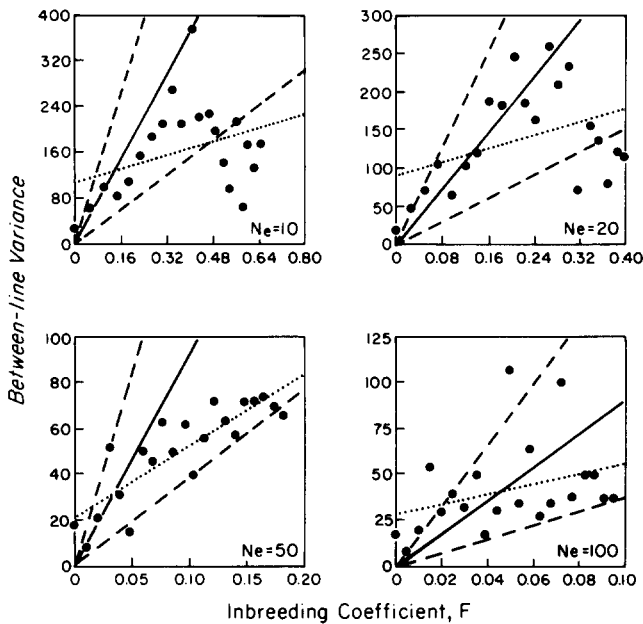 400
320
240
160
80
0
0 0.16 0.32 0.48 0.64 0.80
Ne=10
300
250
200
150
100
50
0
0 0.08 0.16 0.24 0.32 0.40
Ne=20
Between-line Variance
100
80
60
40
20
0
0 0.05 0.10 0.15 0.20
Ne=50
125
100
75
50
25
0
0 0.02 0.04 0.06 0.08 0.10
Ne=100
Inbreeding Coefficient, F